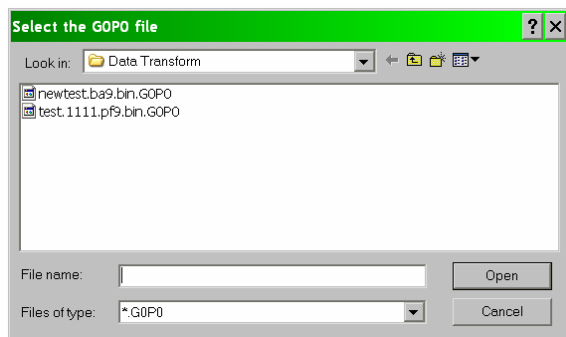 Select the G0P0 file
Look in: Data Transform
newtest.ba9.bin.G0P0
test.1111.pf9.bin.G0P0
File name: Open
Files of type: *.G0P0 Cancel